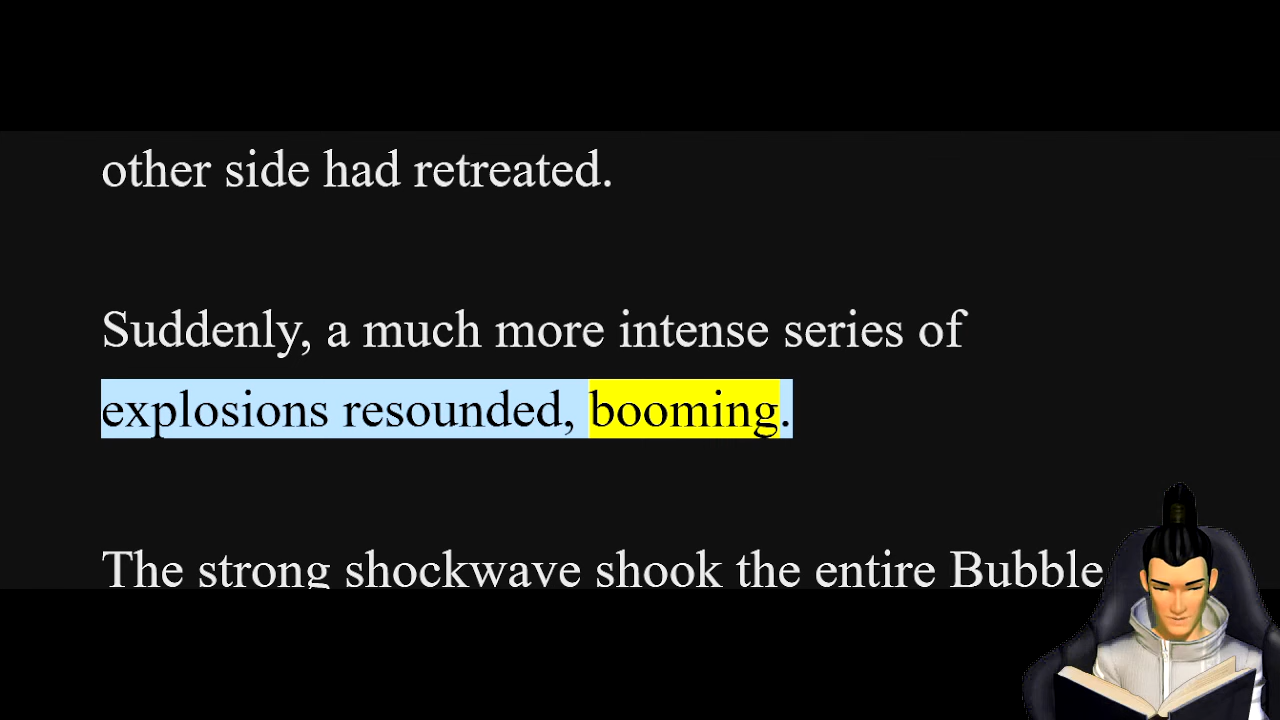 other side had retreated.
Suddenly, a much more intense series of
explosions resounded, booming.
The strong shockwave shook the entire Bubble